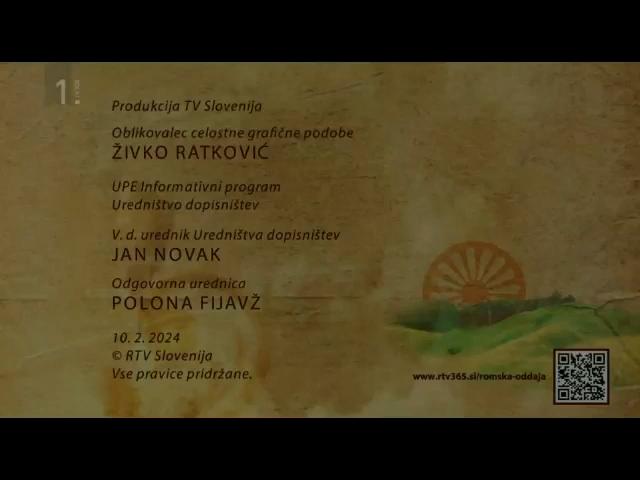 1
Produkcija TV Slovenija
Oblikovalec celostne grafične podobe
ŽIVKO RATKOVIĆ
UPE Informativni program
Uredništvo dopisništev
V. d. urednik Uredništva dopisništev
JAN NOVAK
Odgovorna urednica
POLONA FIJAVŽ
10. 2. 2024
© RTV Slovenija
Vse pravice pridržane.
www.rtv365.si/romska-oddaja